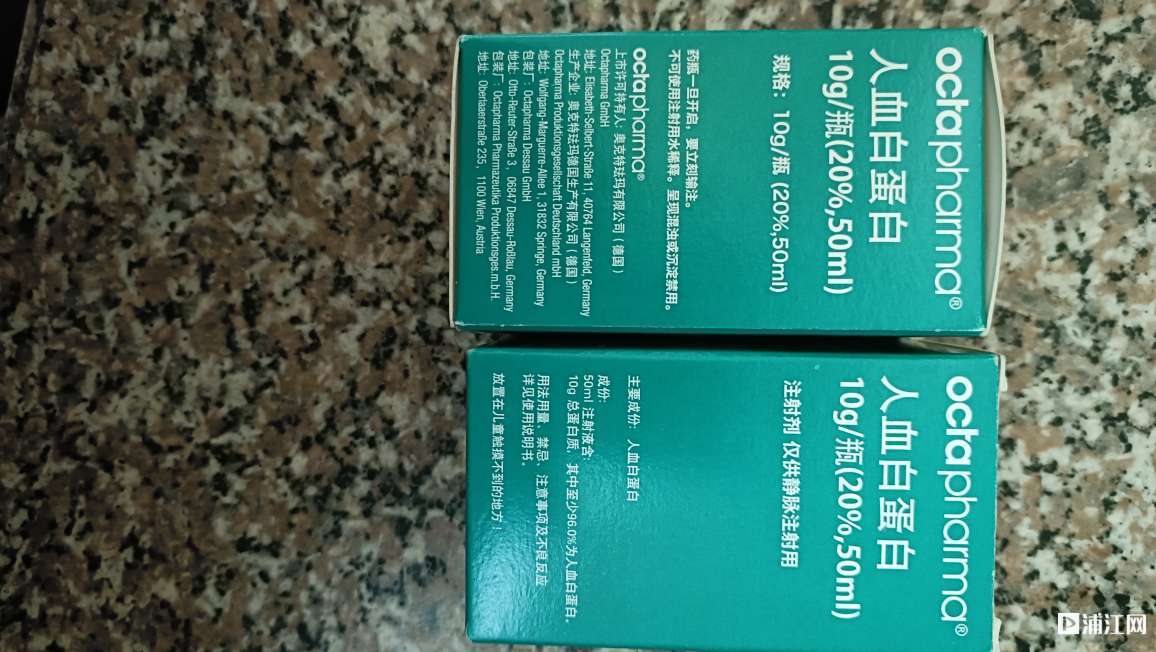 octapharma®
人血白蛋白
10g/瓶(20%,50ml)
规格：10g/瓶 (20%,50ml)
药瓶一旦开启，要立刻输注。
不可使用注射用水稀释。呈现混浊或沉淀禁用。
octapharma®
上市许可持有人: 奥克特珐玛有限公司 ( 德国 )
Octapharma GmbH
地址: Elisabeth-Selbert-Straße 11, 40764 Langenfeld, Germany
生产企业: 奥克特珐玛德国生产有限公司 ( 德国 )
Octapharma Produktionsgesellschaft Deutschland mbH
地址: Wolfgang-Marguerre-Allee 1, 31832 Springe, Germany
包装厂: Octapharma Dessau GmbH
地址: Otto-Reuter-Straße 3，06847 Dessau-Roßlau, Germany
包装厂: Octapharma Pharmazeutika Produktionsges.m.b.H.
地址: Oberlaaerstraße 235，1100 Wien, Austria
octapharma®
人血白蛋白
10g/瓶(20%,50ml)
注射剂 仅供静脉注射用
主要成份：人血白蛋白
成份:
50ml 注射液含:
10g 总蛋白质，其中至少96.0%为人血白蛋白。
用法用量、禁忌、注意事项及不良反应
详见使用说明书。
放置在儿童触摸不到的地方！
浦江网